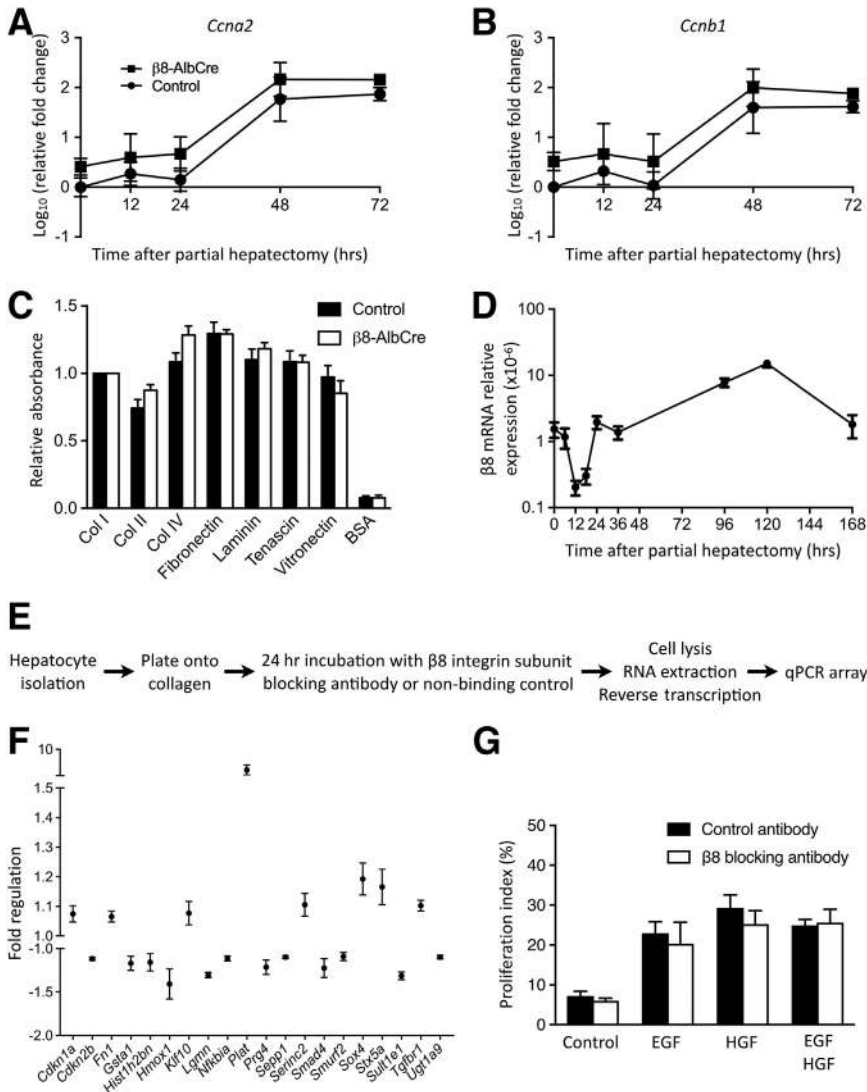 A
Ccna2
Log₁₀ (relative fold change)
3
2
1
0
-1
β8-AlbCre
Control
12
24
48
72
Time after partial hepatectomy (hrs)
B
Ccnb1
Log₁₀ (relative fold change)
3
2
1
0
-1
12
24
48
72
Time after partial hepatectomy (hrs)
C
Relative absorbance
1.5
1.0
0.5
0.0
Control
β8-AlbCre
Col I
Col II
Col IV
Fibronectin
Laminin
Tenascin
Vitronectin
BSA
D
β8 mRNA relative
expression (x10⁻⁶)
100
10
1
0.1
0 12 24 36 48 72 96 120 144 168
Time after partial hepatectomy (hrs)
E
Hepatocyte
isolation
Plate onto
collagen
24 hr incubation with β8 integrin subunit
blocking antibody or non-binding control
Cell lysis
RNA extraction
Reverse transcription
qPCR array
F
Fold regulation
10
1.5
1.2
1.1
1.0
-1.0
-1.5
-2.0
Cdkn1a
Cdkn2b
Fn1
Gsta1
Hist1h2bn
Hmox1
Klf10
Lgmn
Nfkbia
Plat
Prg4
Sepp1
Serinc2
Smad4
Smurf2
Sox4
Stx5a
Sult1e1
Tgfbr1
Ugt1a9
G
Proliferation index (%)
50
40
30
20
10
0
Control antibody
β8 blocking antibody
Control
EGF
HGF
EGF
HGF